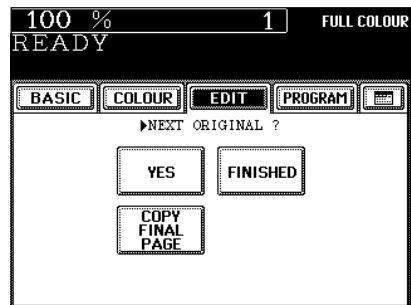 100 % 1 FULL COLOUR
READY
BASIC COLOUR EDIT PROGRAM
▶NEXT ORIGINAL ?
YES FINISHED
COPY
FINAL
PAGE